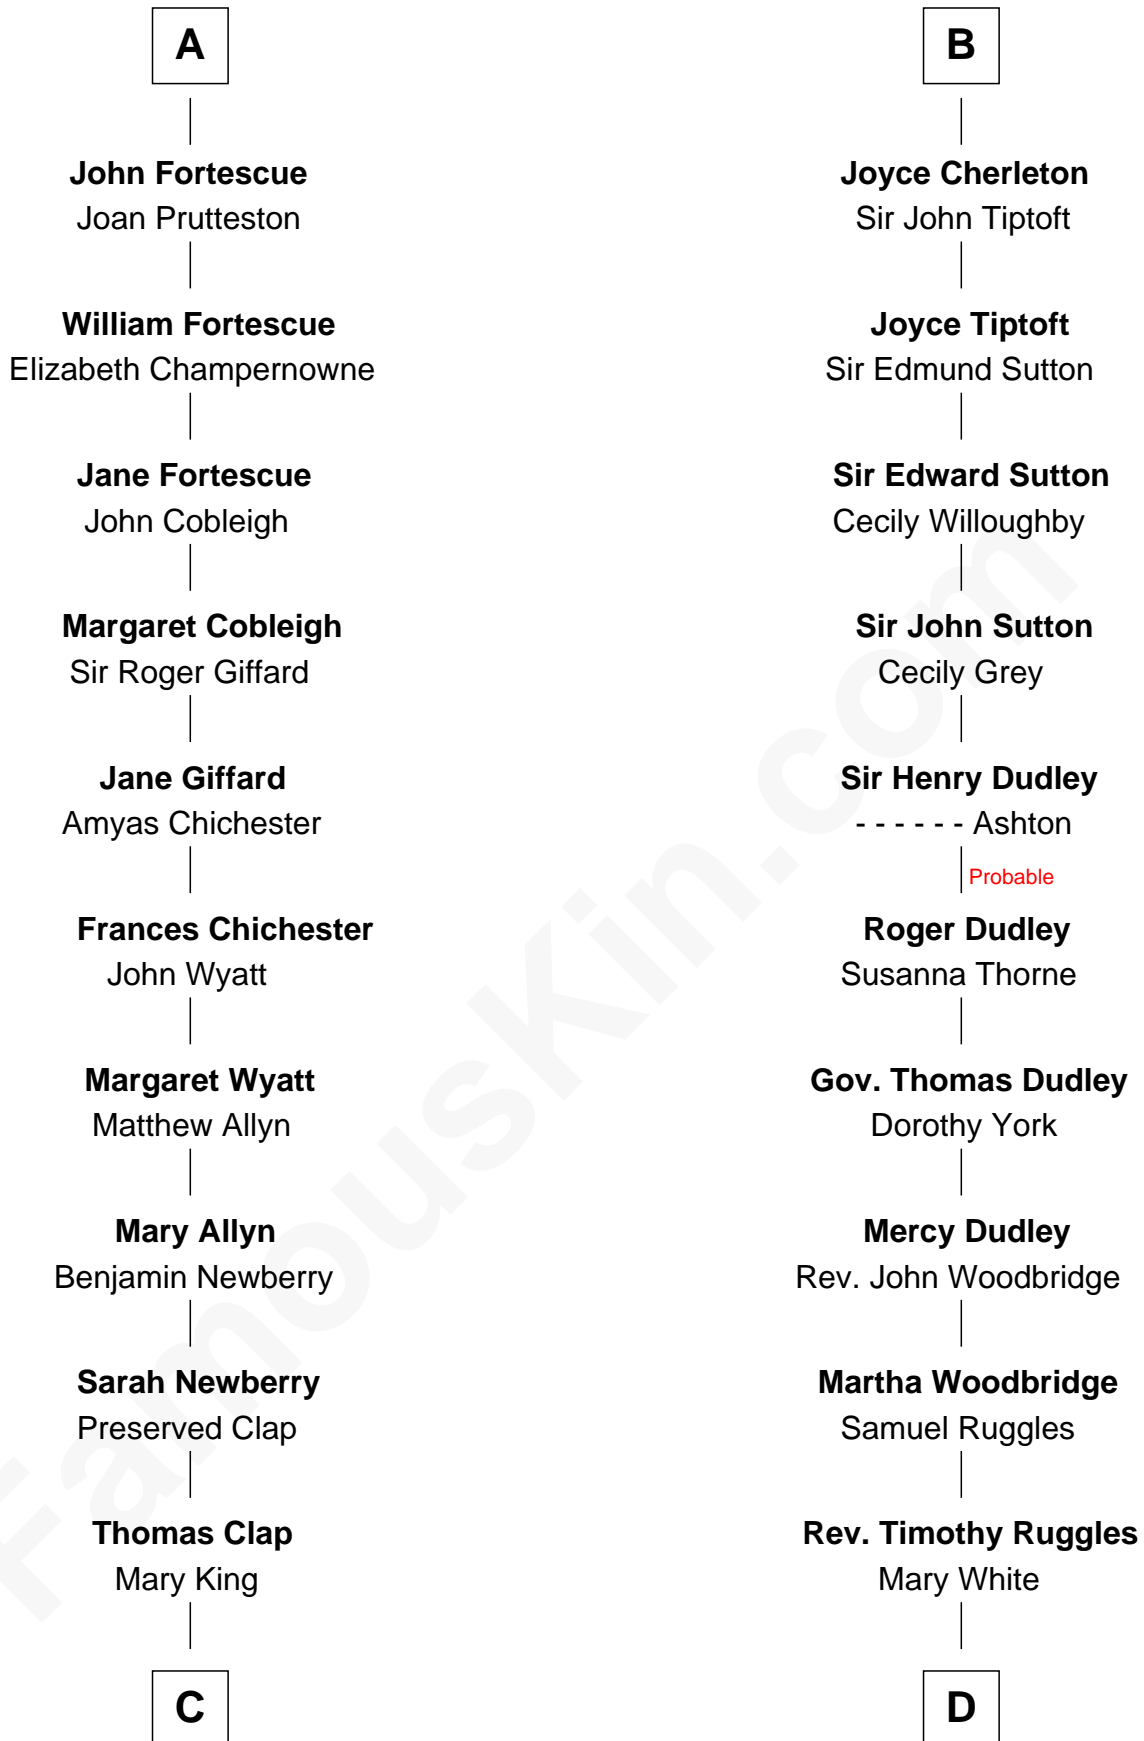 A
John Fortescue
Joan Prutteston
William Fortescue
Elizabeth Champernowne
Jane Fortescue
John Cobleigh
Margaret Cobleigh
Sir Roger Giffard
Jane Giffard
Amyas Chichester
Frances Chichester
John Wyatt
Margaret Wyatt
Matthew Allyn
Mary Allyn
Benjamin Newberry
Sarah Newberry
Preserved Clap
Thomas Clap
Mary King
C
B
Joyce Cherleton
Sir John Tiptoft
Joyce Tiptoft
Sir Edmund Sutton
Sir Edward Sutton
Cecily Willoughby
Sir John Sutton
Cecily Grey
Sir Henry Dudley
- - - - - - Ashton
Probable
Roger Dudley
Susanna Thorne
Gov. Thomas Dudley
Dorothy York
Mercy Dudley
Rev. John Woodbridge
Martha Woodbridge
Samuel Ruggles
Rev. Timothy Ruggles
Mary White
D
FamousKin.com